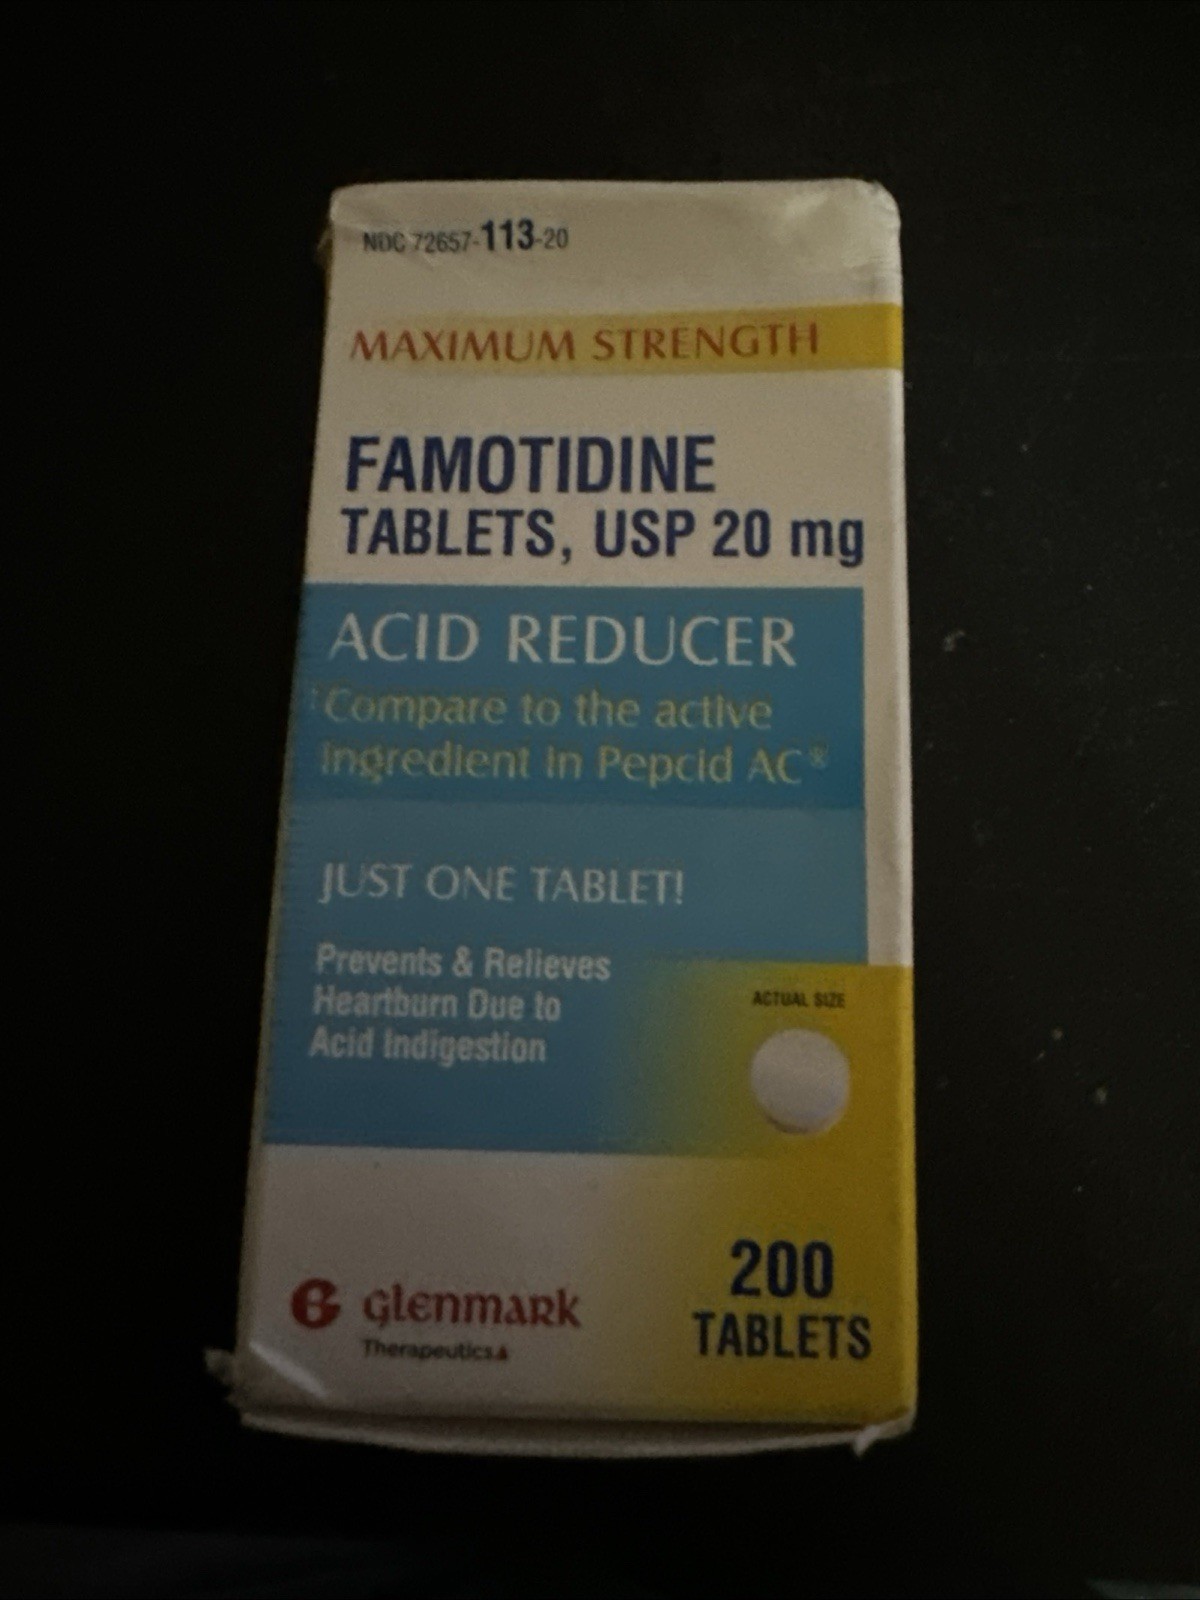 NDC 72657-113-20
MAXIMUM STRENGTH
FAMOTIDINE
TABLETS, USP 20 mg
ACID REDUCER
†Compare to the active
ingredient in Pepcid AC®
JUST ONE TABLET!
Prevents & Relieves
Heartburn Due to
Acid Indigestion
ACTUAL SIZE
200
TABLETS
glenmark
Therapeutics